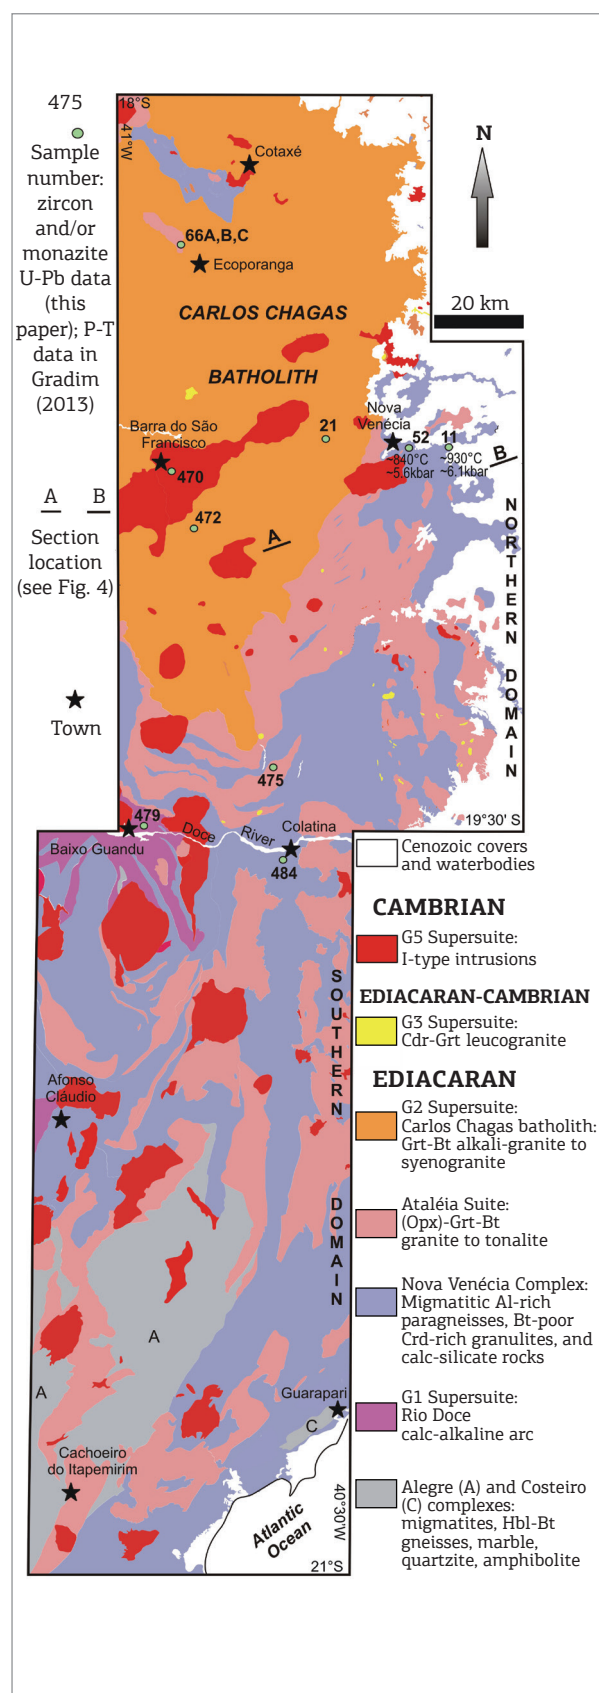 475
Sample
number:
zircon
and/or
monazite
U-Pb data
(this
paper); P-T
data in
Gradim
(2013)
A B
Section
location
(see Fig. 4)
Town
18°S
41°W
Cotaxé
66A,B,C
Ecoporanga
CARLOS CHAGAS
BATHOLITH
N
20 km
Barra do São
Francisco
21
Nova
Venécia
52
11
B
~840°C
~5.6kbar
~930°C
~6.1kbar
470
472
A
NORTHERN DOMAIN
475
19°30' S
479
Doce River
Colatina
Baixo Guandu
484
SOUTHERN DOMAIN
Afonso
Cláudio
A
A
Guarapari
C
Cachoeiro
do Itapemirim
40°30'W
Atlantic
Ocean
21°S
Cenozoic covers
and waterbodies
CAMBRIAN
G5 Supersuite:
I-type intrusions
EDIACARAN-CAMBRIAN
G3 Supersuite:
Cdr-Grt leucogranite
EDIACARAN
G2 Supersuite:
Carlos Chagas batholith:
Grt-Bt alkali-granite to
syenogranite
Ataléia Suite:
(Opx)-Grt-Bt
granite to tonalite
Nova Venécia Complex:
Migmatitic Al-rich
paragneisses, Bt-poor
Crd-rich granulites, and
calc-silicate rocks
G1 Supersuite:
Rio Doce
calc-alkaline arc
Alegre (A) and Costeiro
(C) complexes:
migmatites, Hbl-Bt
gneisses, marble,
quartzite, amphibolite